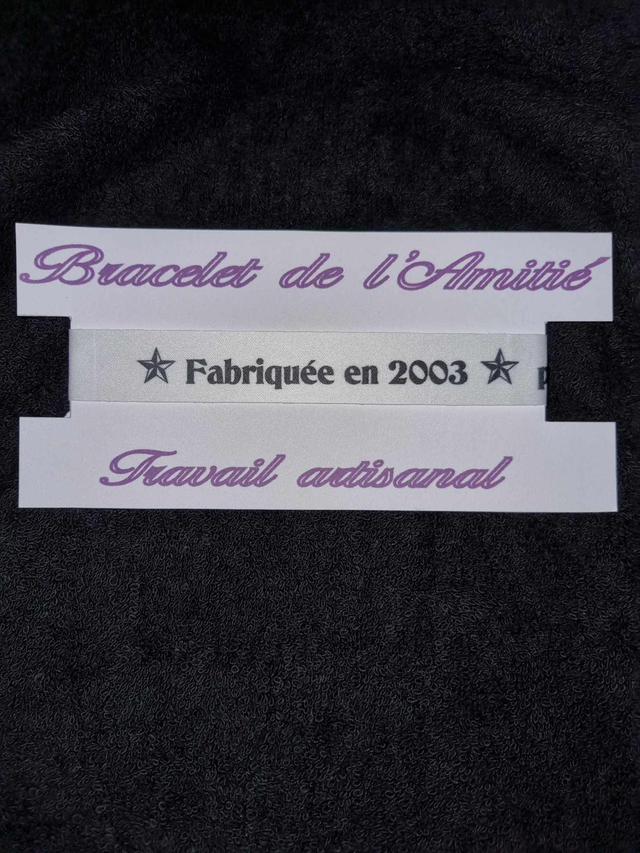 Bracelet de l'Amitié
Fabriquée en 2003
Travail artisanal